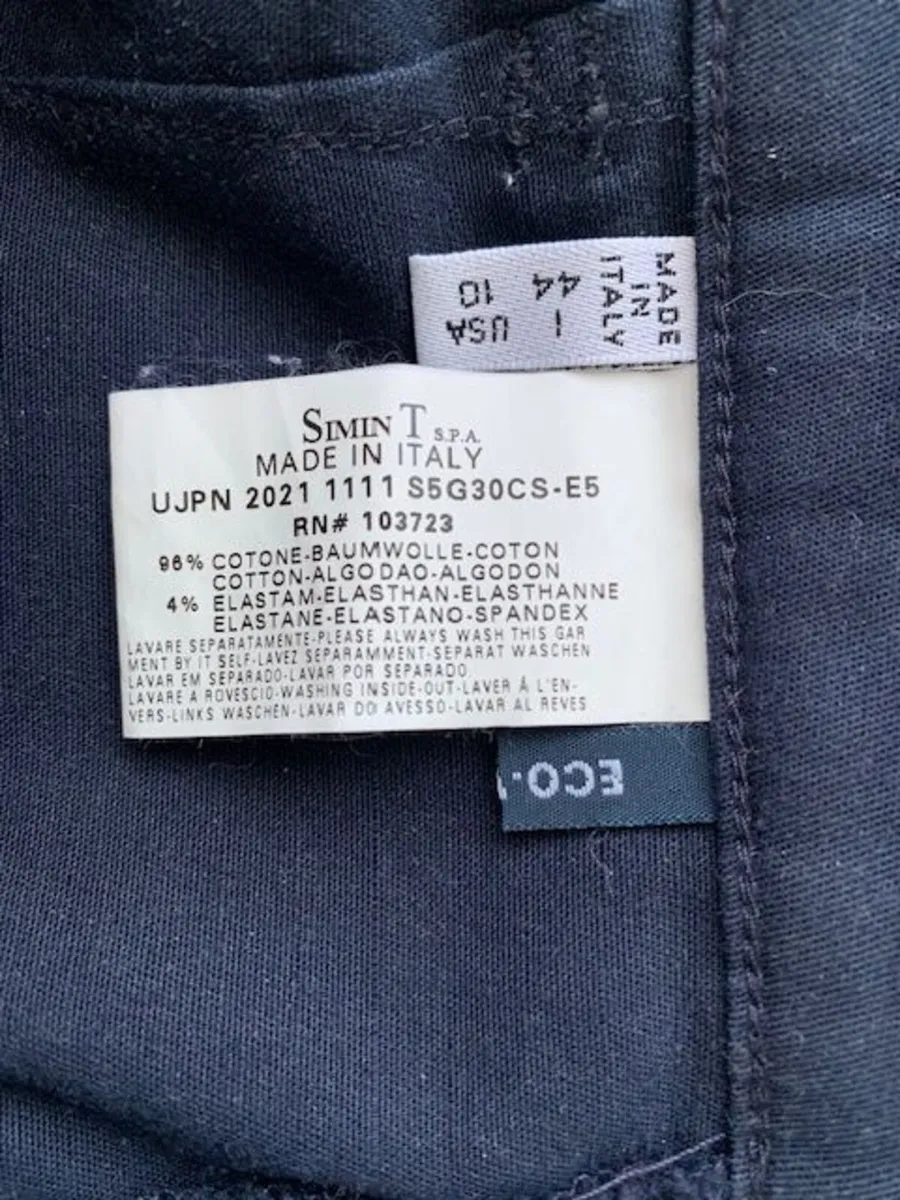 MADE
IN
ITALY
I 44
USA 10
SIMIN T S.P.A.
MADE IN ITALY
UJPN 2021 1111 S5G30CS-E5
RN# 103723
96% COTONE-BAUMWOLLE-COTON
COTTON-ALGODAO-ALGODON
4% ELASTAM-ELASTHAN-ELASTHANNE
ELASTANE-ELASTANO-SPANDEX
LAVARE SEPARATAMENTE-PLEASE ALWAYS WASH THIS GAR
MENT BY IT SELF-LAVEZ SEPARAMMENT-SEPARAT WASCHEN
LAVAR EM SEPARADO-LAVAR POR SEPARADO
LAVARE A ROVESCIO-WASHING INSIDE-OUT-LAVER Á L'EN-
VERS-LINKS WASCHEN-LAVAR DO AVESSO-LAVAR AL REVES
ECO-